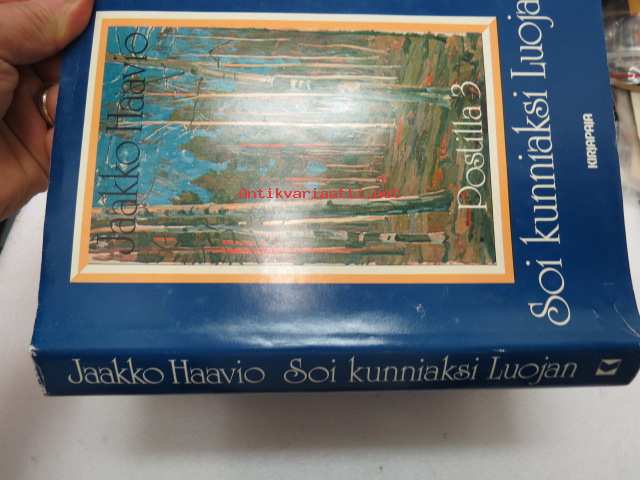 Jaakko Haavio
Postilla 3
Soi kunniaksi Luojan
KIRJAPAJA
Antikvariaatti.net
Jaakko Haavio Soi kunniaksi Luojan